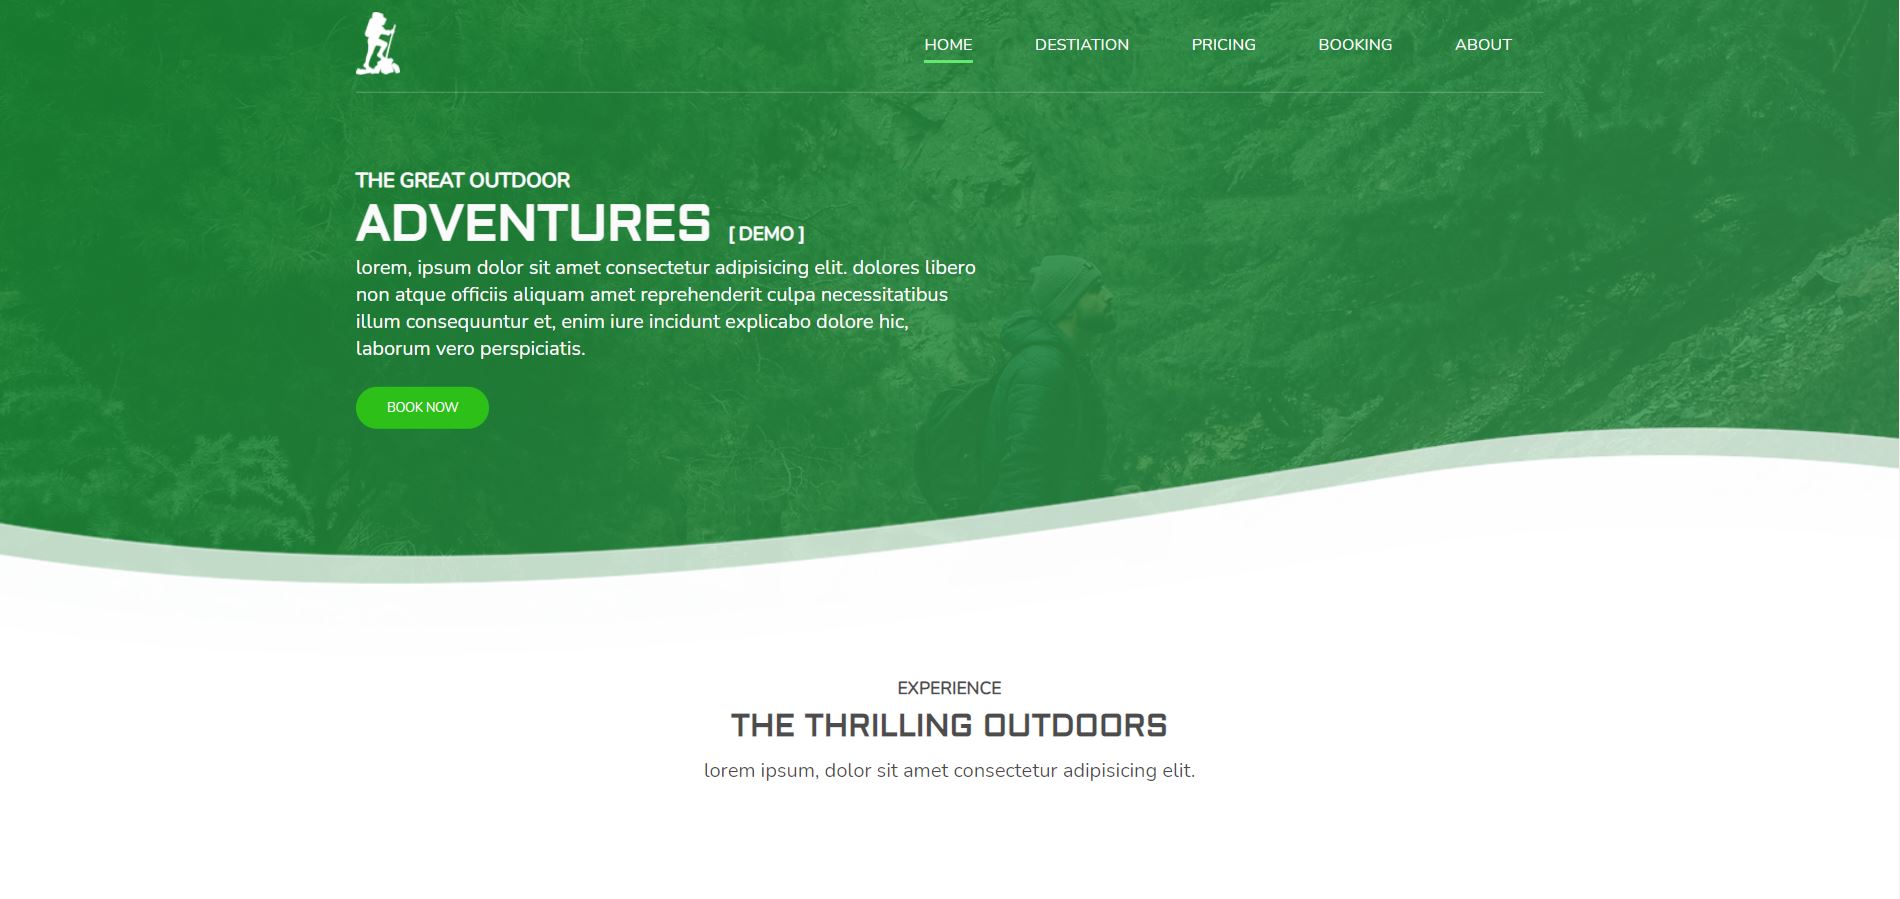 HOME DESTIATION PRICING BOOKING ABOUT
THE GREAT OUTDOOR
ADVENTURES [ DEMO ]
lorem, ipsum dolor sit amet consectetur adipisicing elit. dolores libero
non atque officiis aliquam amet reprehenderit culpa necessitatibus
illum consequuntur et, enim iure incidunt explicabo dolore hic,
laborum vero perspiciatis.
BOOK NOW
EXPERIENCE
THE THRILLING OUTDOORS
lorem ipsum, dolor sit amet consectetur adipisicing elit.